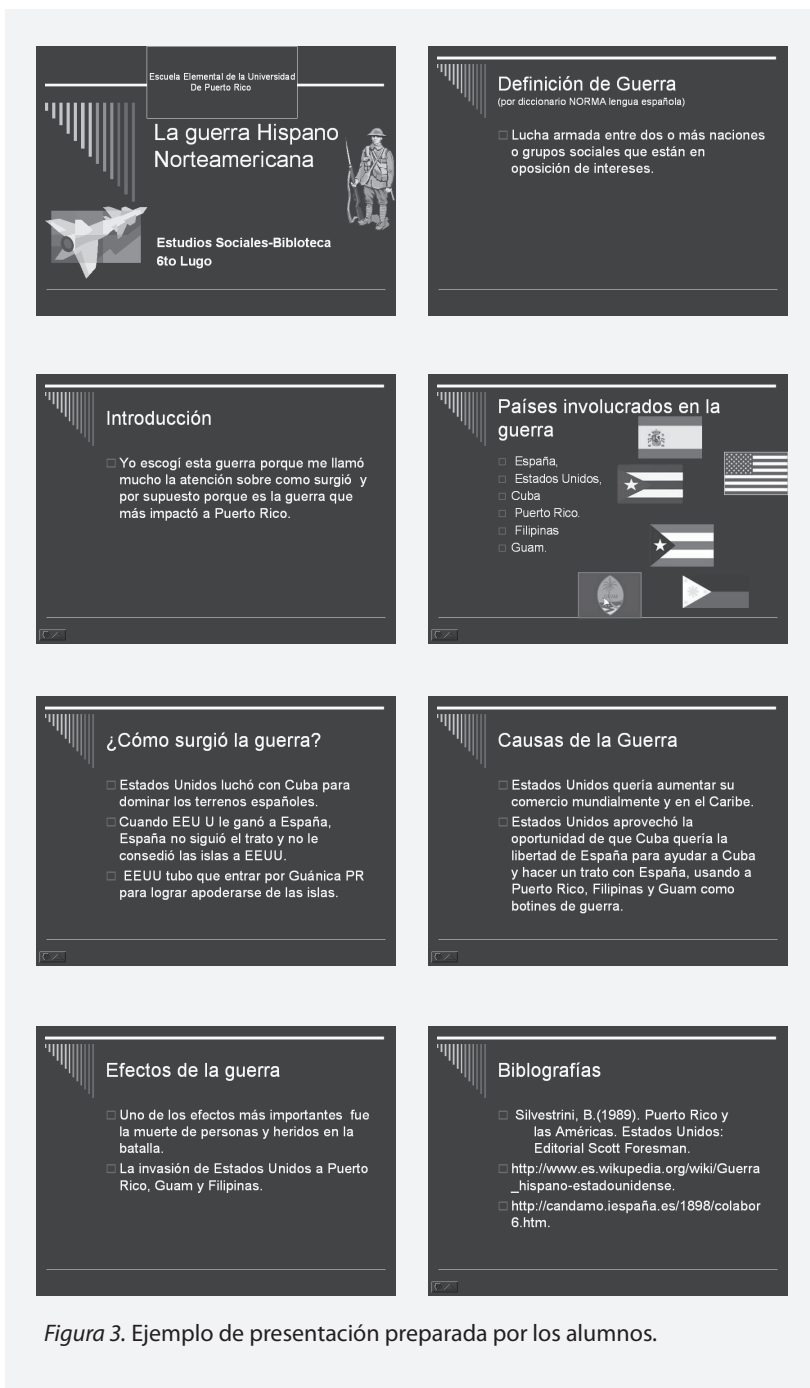 Escuela Elemental de la Universidad
De Puerto Rico
La guerra Hispano
Norteamericana
Estudios Sociales-Bibloteca
6to Lugo
Definición de Guerra
(por diccionario NORMA lengua española)
Lucha armada entre dos o más naciones
o grupos sociales que están en
oposición de intereses.
Introducción
Yo escogí esta guerra porque me llamó
mucho la atención sobre como surgió y
por supuesto porque es la guerra que
más impactó a Puerto Rico.
Países involucrados en la
guerra
España,
Estados Unidos,
Cuba
Puerto Rico.
Filipinas
Guam.
¿Cómo surgió la guerra?
Estados Unidos luchó con Cuba para
dominar los terrenos españoles.
Cuando EEU U le ganó a España,
España no siguió el trato y no le
consedió las islas a EEUU.
EEUU tubo que entrar por Guánica PR
para lograr apoderarse de las islas.
Causas de la Guerra
Estados Unidos quería aumentar su
comercio mundialmente y en el Caribe.
Estados Unidos aprovechó la
oportunidad de que Cuba quería la
libertad de España para ayudar a Cuba
y hacer un trato con España, usando a
Puerto Rico, Filipinas y Guam como
botines de guerra.
Efectos de la guerra
Uno de los efectos más importantes fue
la muerte de personas y heridos en la
batalla.
La invasión de Estados Unidos a Puerto
Rico, Guam y Filipinas.
Biblografías
Silvestrini, B.(1989). Puerto Rico y
las Américas. Estados Unidos:
Editorial Scott Foresman.
http://www.es.wikupedia.org/wiki/Guerra
_hispano-estadounidense.
http://candamo.iespaña.es/1898/colabor
6.htm.
Figura 3. Ejemplo de presentación preparada por los alumnos.